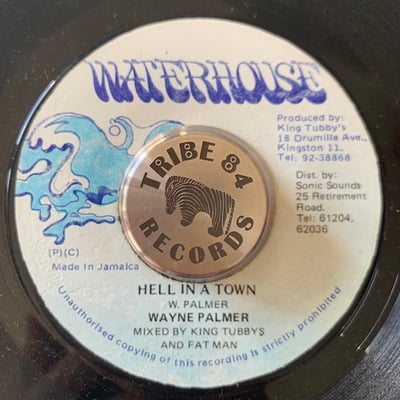 WATERHOUSE
Produced by:
King Tubby's
18 Drumille Ave.,
Kingston 11.
Tel: 92-38868
Dist. by:
Sonic Sounds
25 Retirement
Road.
Tel: 61204,
62036
TRIBE 84
RECORDS
(P)(C)
Made In Jamaica
HELL IN A TOWN
W. PALMER
WAYNE PALMER
MIXED BY KING TUBBYS
AND FAT MAN
Unauthorised copying of this recording is strictly prohibited